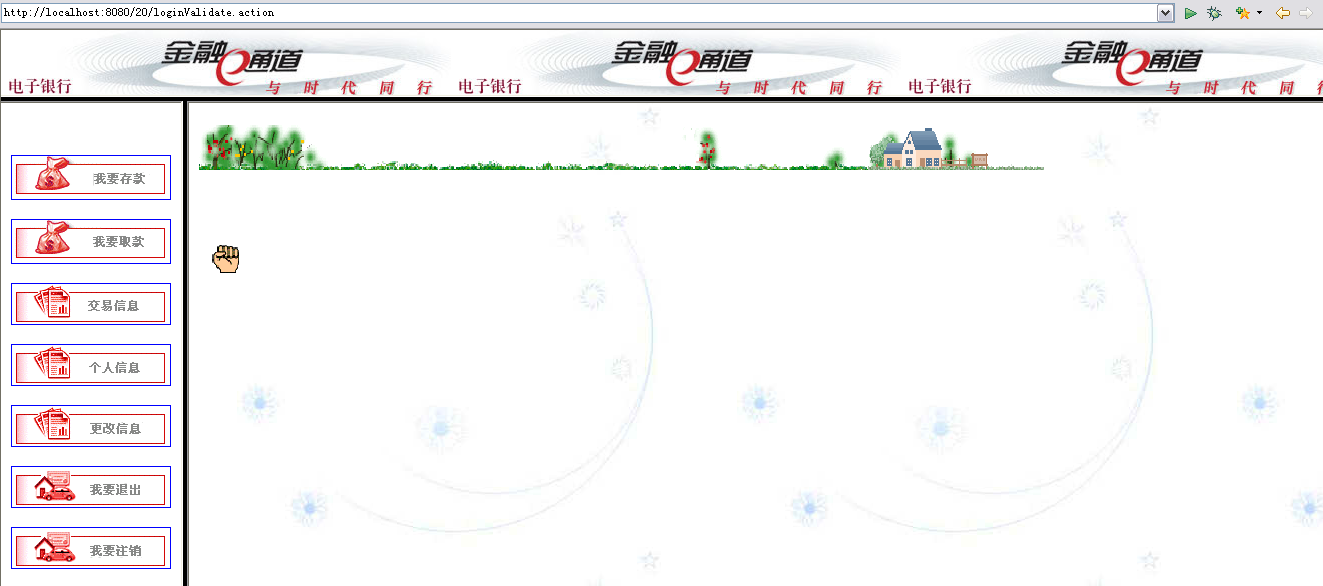 http://localhost:8080/20/loginValidate.action
金融e通道 金融e通道 金融e通道
电子银行 与时代同行 电子银行 与时代同行 电子银行 与时代同行
我要存款
我要取款
交易信息
个人信息
更改信息
我要退出
我要注销